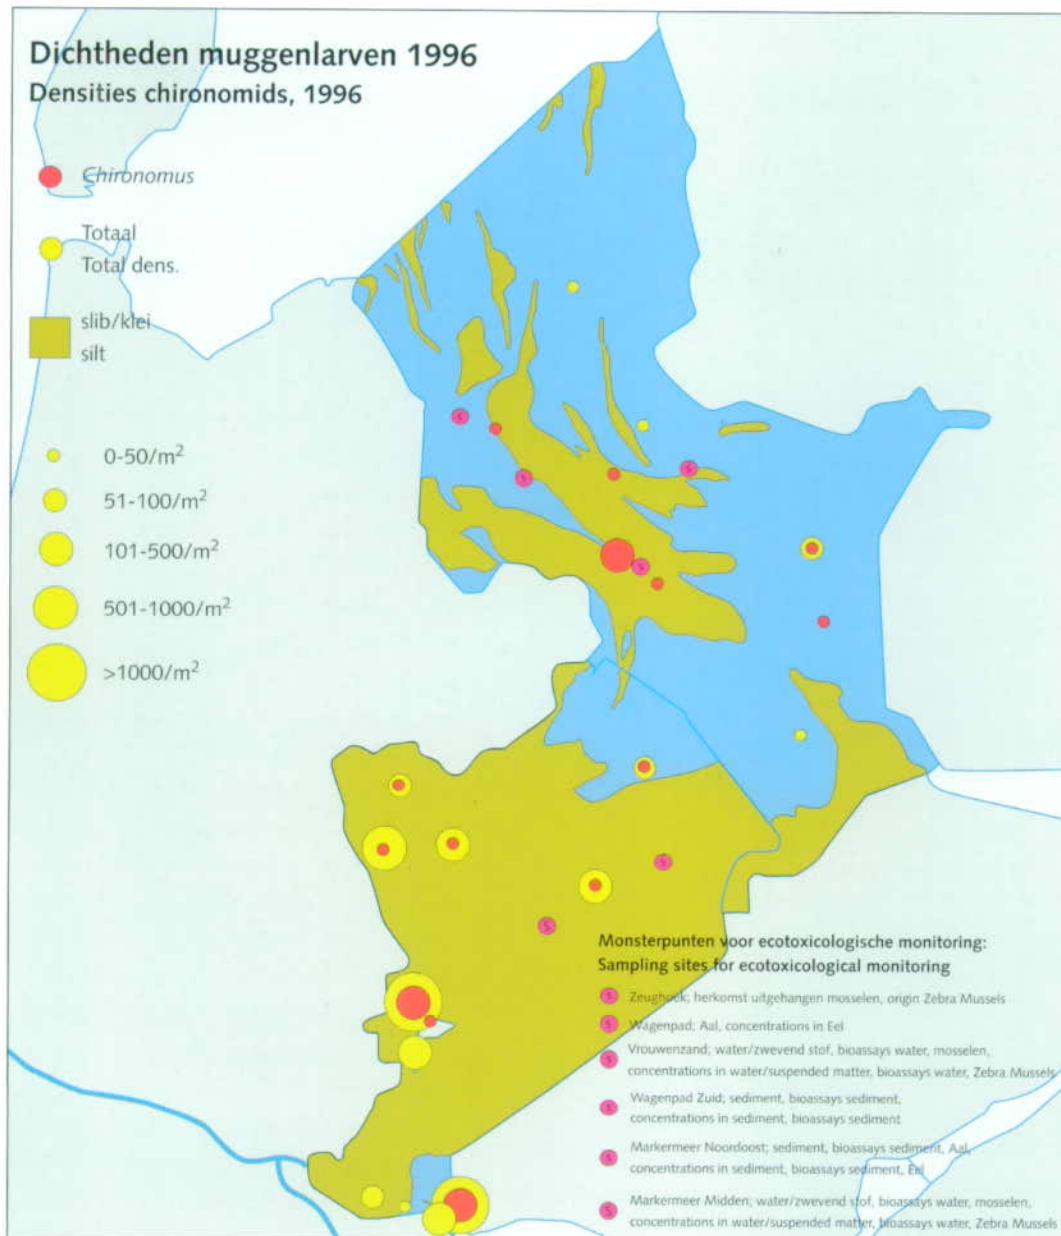 Dichtheden muggenlarven 1996
Densities chironomids, 1996
Chironomus
Totaal
Total dens.
slib/klei
silt
0-50/m²
51-100/m²
101-500/m²
501-1000/m²
>1000/m²
S
S
S
S
S
S
Monsterpunten voor ecotoxicologische monitoring:
Sampling sites for ecotoxicological monitoring
S Zeughoek; herkomst uitgehangen mosselen, origin Zebra Mussels
S Wagenpad; Aal, concentrations in Eel
S Vrouwenzand; water/zwevend stof, bioassays water, mosselen,
concentrations in water/suspended matter, bioassays water, Zebra Mussels
S Wagenpad Zuid; sediment, bioassays sediment,
concentrations in sediment, bioassays sediment
S Markermeer Noordoost; sediment, bioassays sediment, Aal,
concentrations in sediment, bioassays sediment, Eel
S Markermeer Midden; water/zwevend stof, bioassays water, mosselen,
concentrations in water/suspended matter, bioassays water, Zebra Mussels